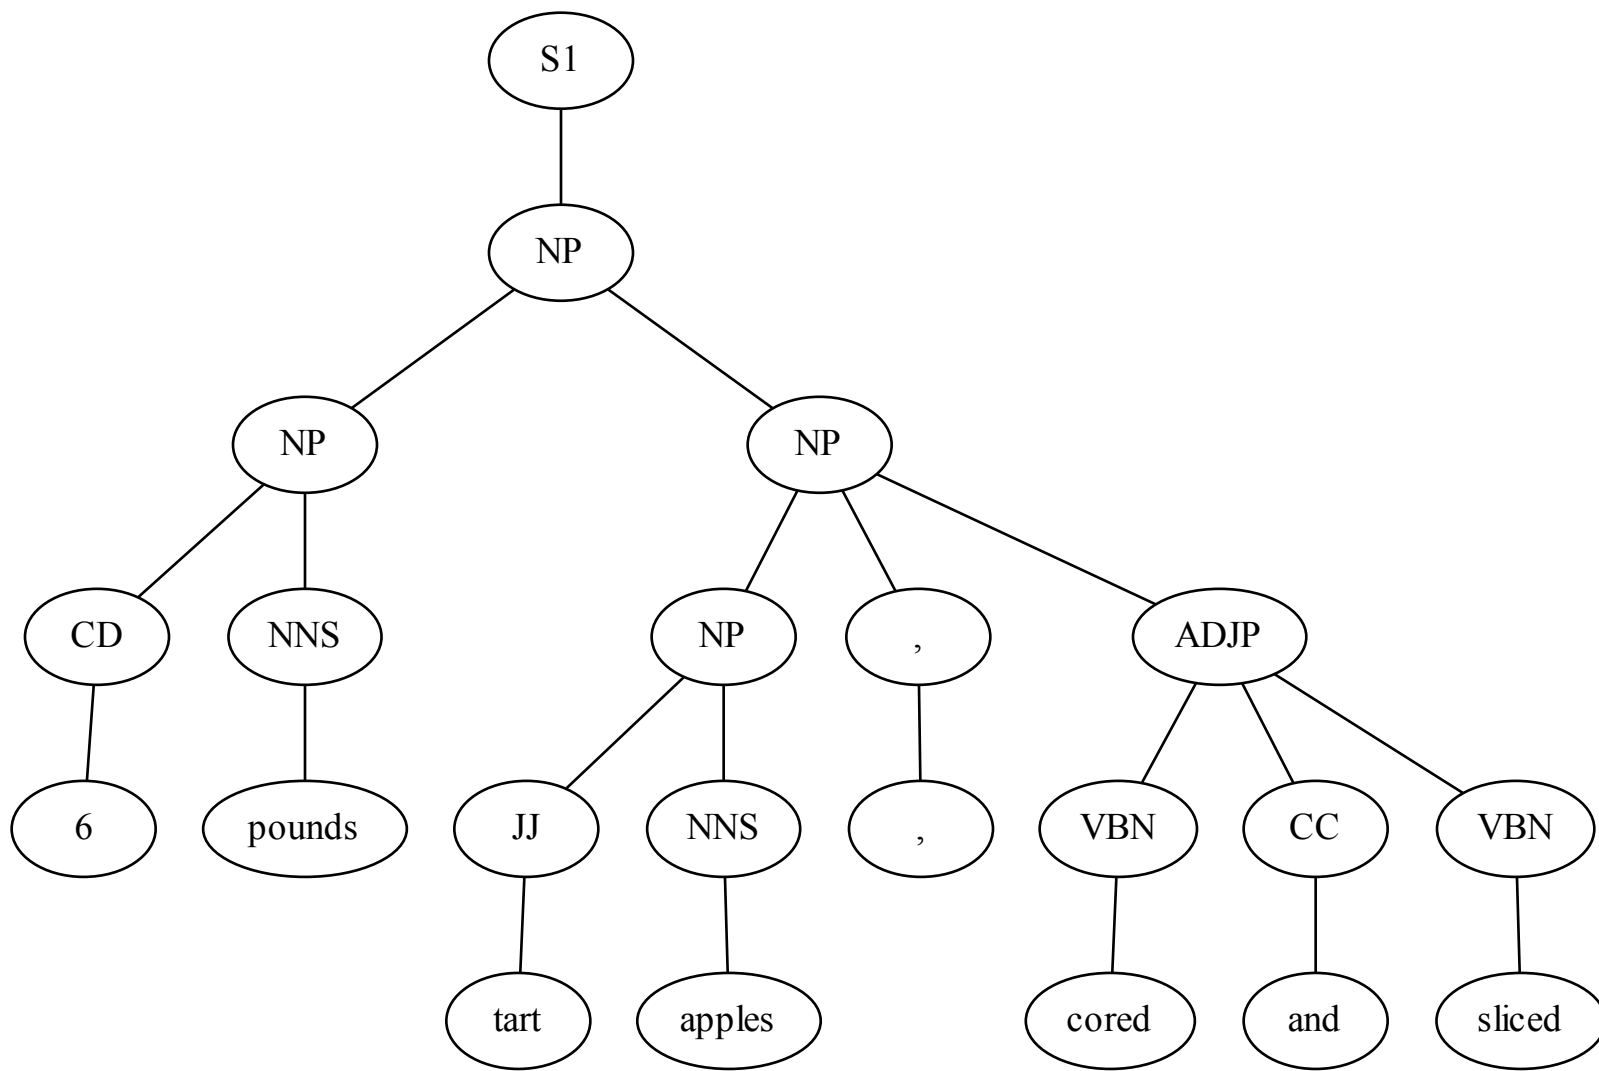 S1
NP
NP NP
CD NNS NP , ADJP
6 pounds JJ NNS , VBN CC VBN
tart apples cored and sliced